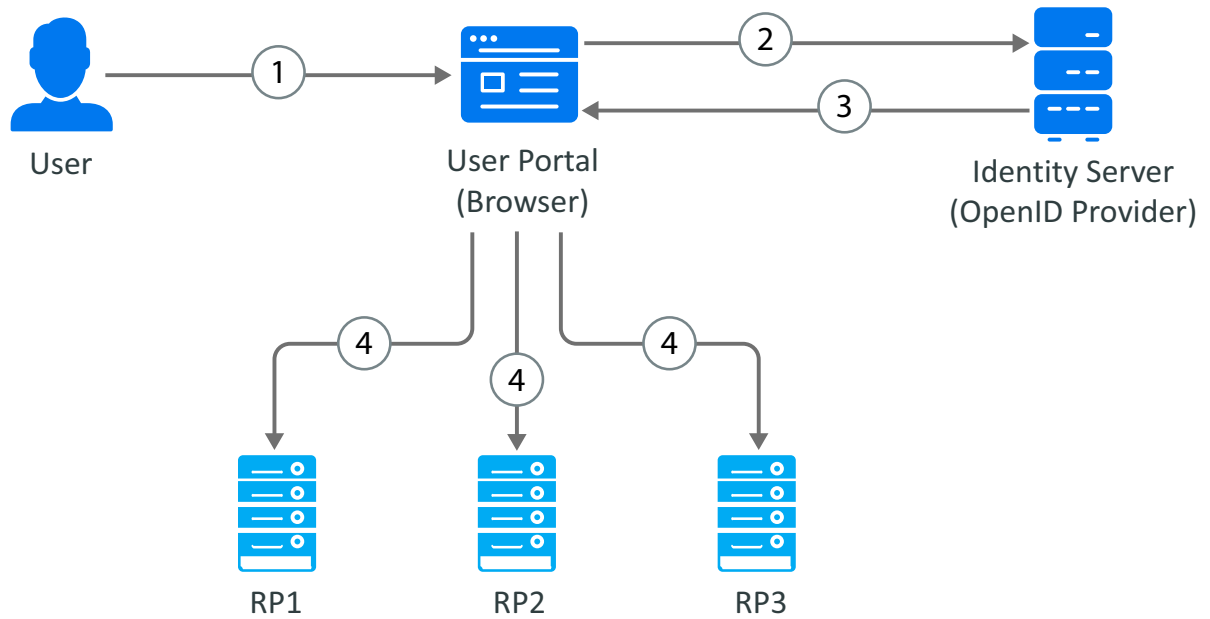 2
1
3
User
User Portal
(Browser)
Identity Server
(OpenID Provider)
4
4
4
RP1
RP2
RP3